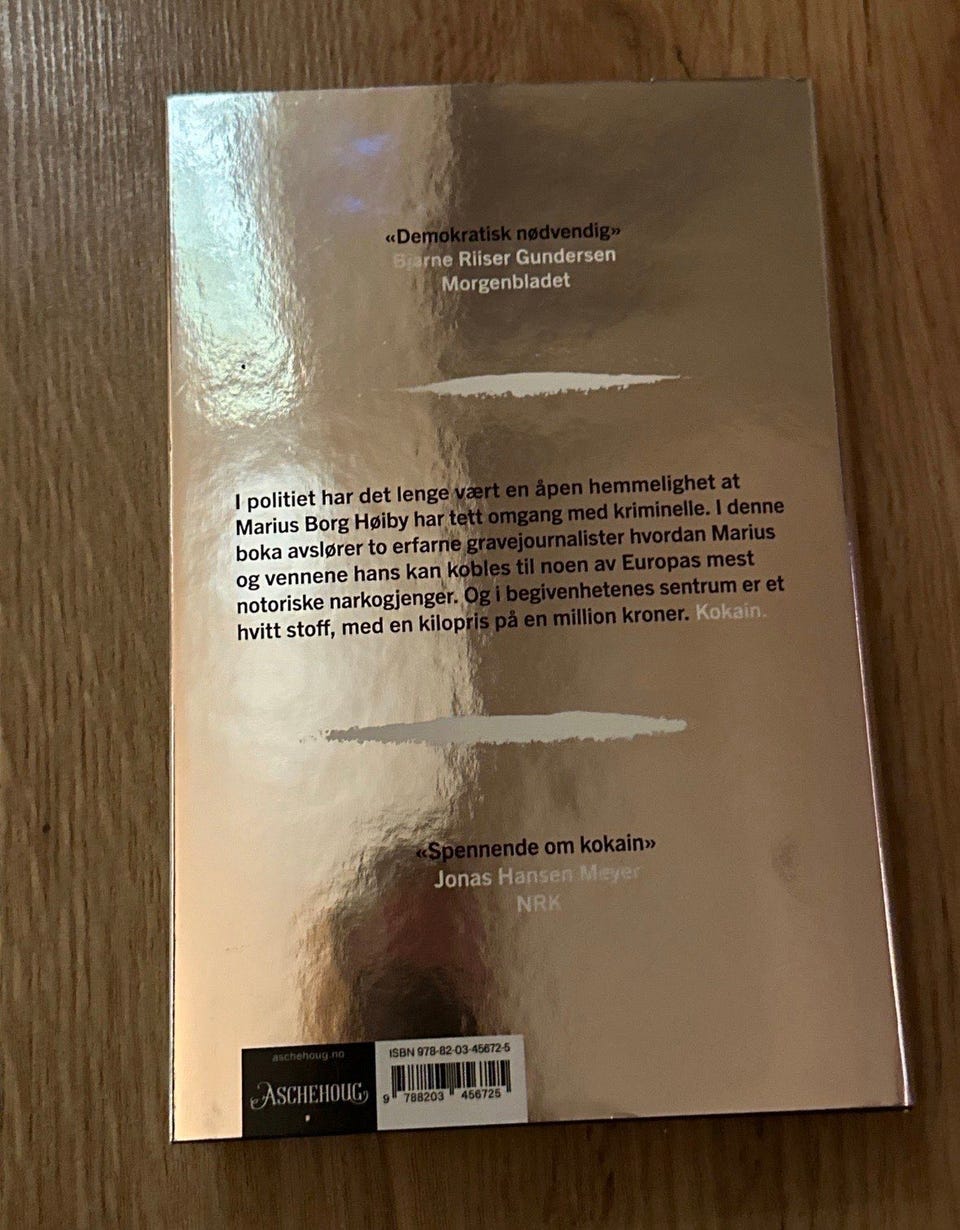 «Demokratisk nødvendig»
Bjarne Riiser Gundersen
Morgenbladet
I politiet har det lenge vært en åpen hemmelighet at
Marius Borg Høiby har tett omgang med kriminelle. I denne
boka avslører to erfarne gravejournalister hvordan Marius
og vennene hans kan kobles til noen av Europas mest
notoriske narkogjenger. Og i begivenhetenes sentrum er et
hvitt stoff, med en kilopris på en million kroner. Kokain.
«Spennende om kokain»
Jonas Hansen Meyer
NRK
aschehoug.no
ASCHEHOUG
ISBN 978-82-03-45672-5
9 788203 456725